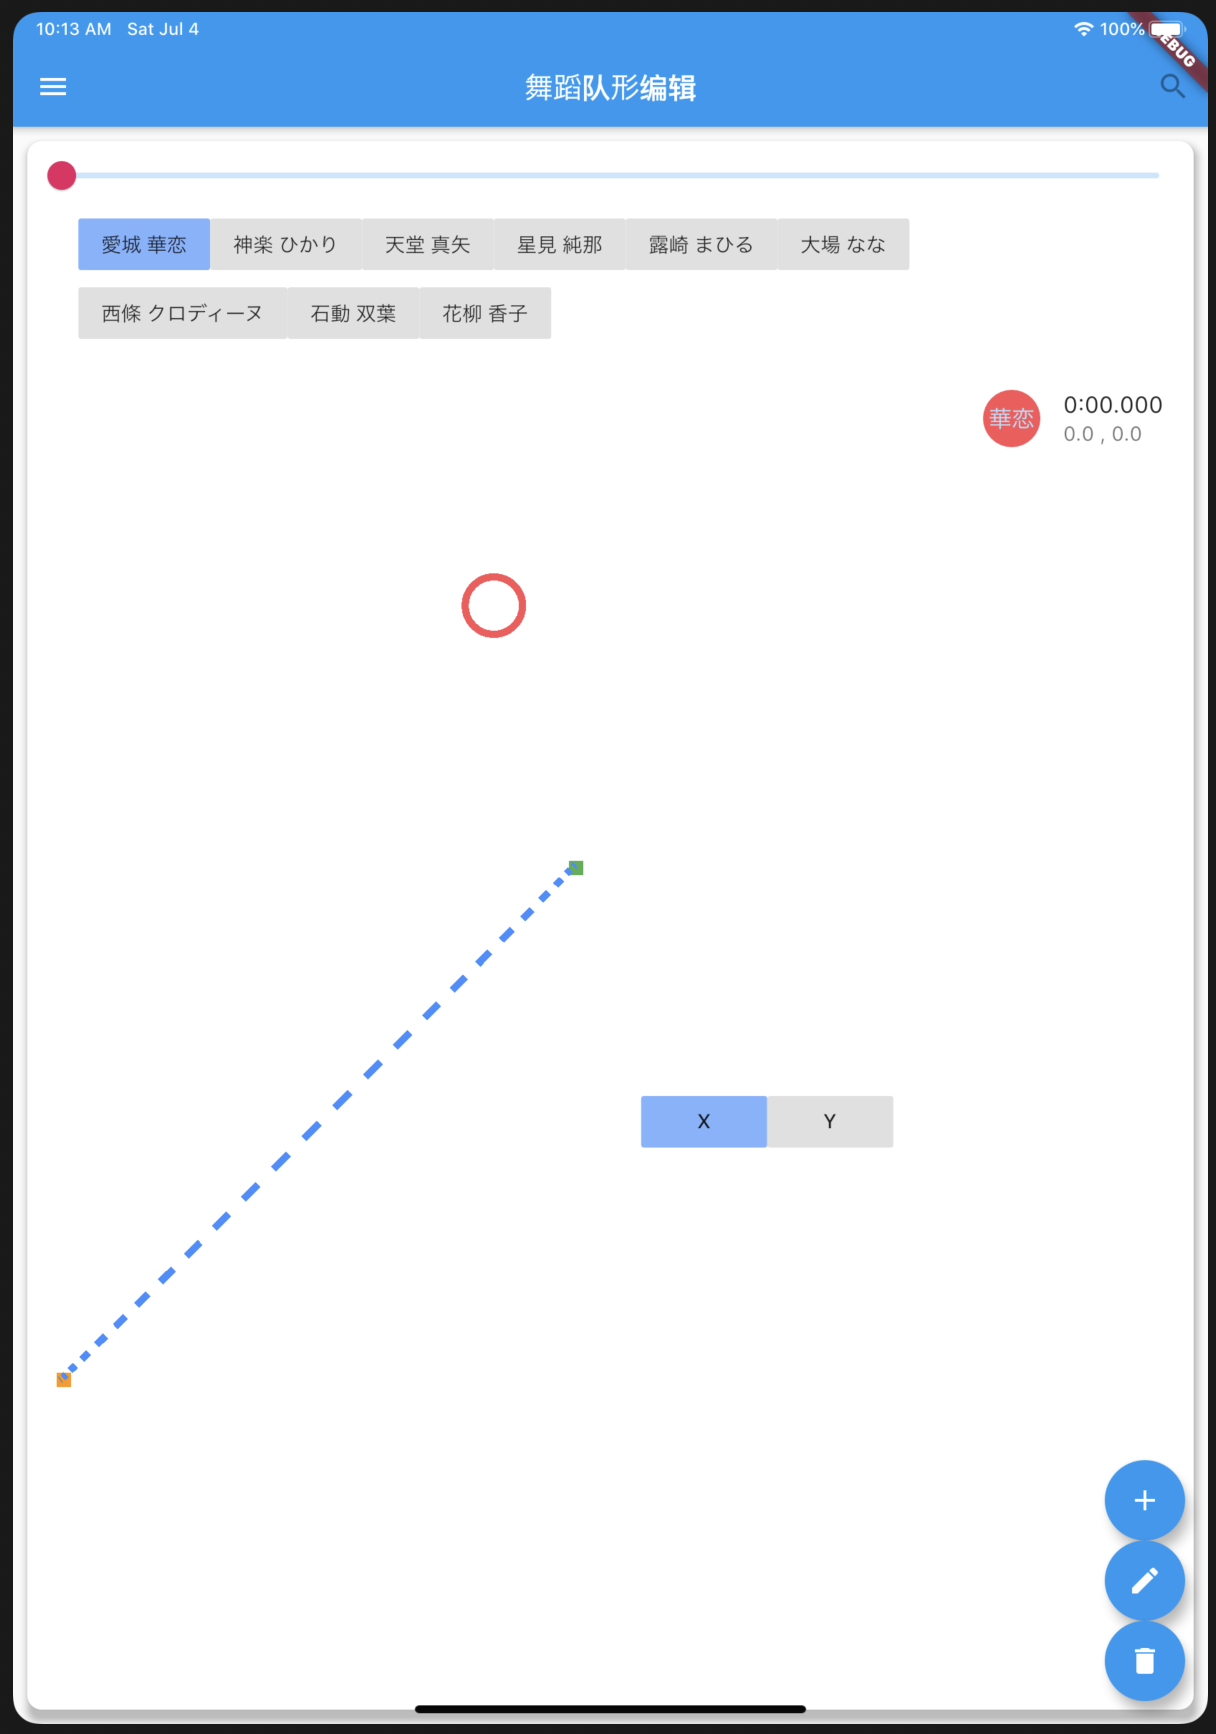 10:13 AM Sat Jul 4 100%
EBUG
舞蹈队形编辑
愛城 華恋 神楽 ひかり 天堂 真矢 星見 純那 露崎 まひる 大場 なな
西條 クロディーヌ 石動 双葉 花柳 香子
華恋 0:00.000
0.0 , 0.0
X Y